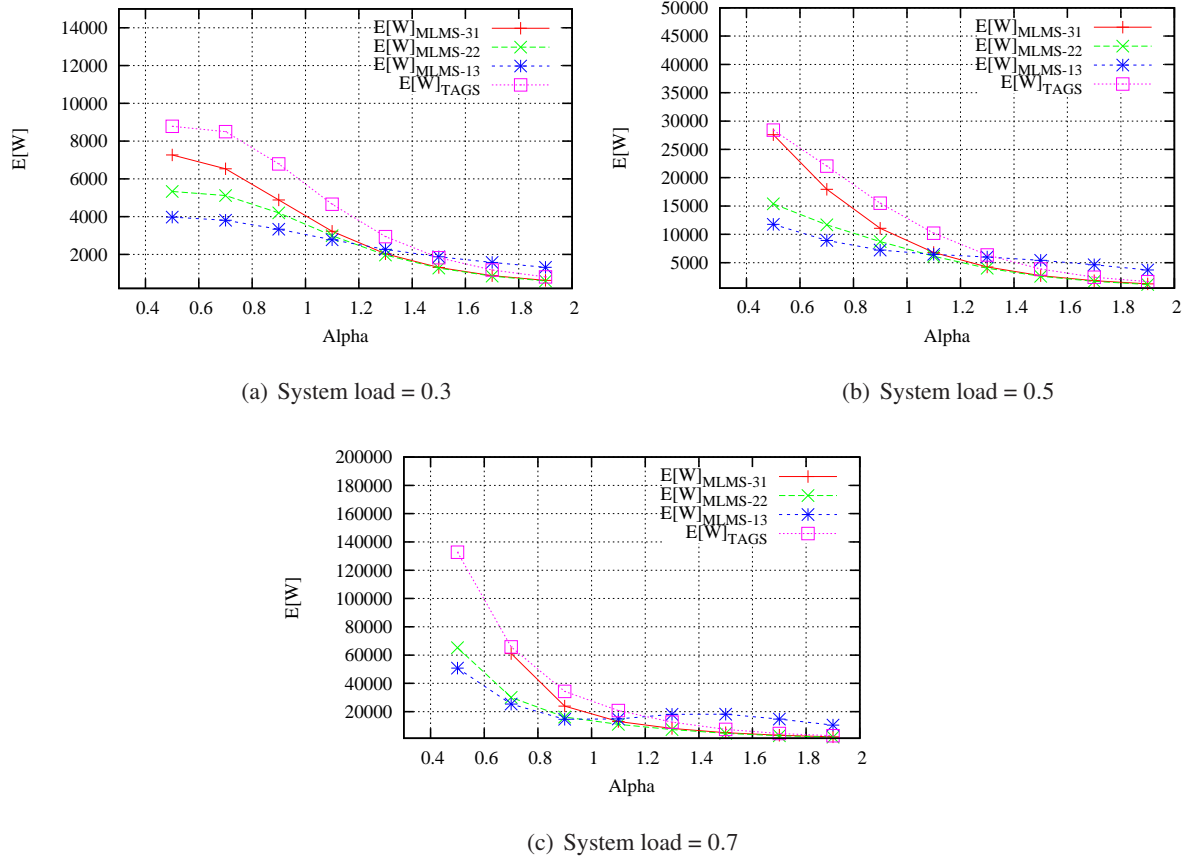 14000
12000
10000
8000
6000
4000
2000
E[W]
0.4 0.6 0.8 1 1.2 1.4 1.6 1.8 2
Alpha
E[W]MLMS-31
E[W]MLMS-22
E[W]MLMS-13
E[W]TAGS
(a) System load = 0.3
50000
45000
40000
35000
30000
25000
20000
15000
10000
5000
E[W]
0.4 0.6 0.8 1 1.2 1.4 1.6 1.8 2
Alpha
E[W]MLMS-31
E[W]MLMS-22
E[W]MLMS-13
E[W]TAGS
(b) System load = 0.5
200000
180000
160000
140000
120000
100000
80000
60000
40000
20000
E[W]
0.4 0.6 0.8 1 1.2 1.4 1.6 1.8 2
Alpha
E[W]MLMS-31
E[W]MLMS-22
E[W]MLMS-13
E[W]TAGS
(c) System load = 0.7